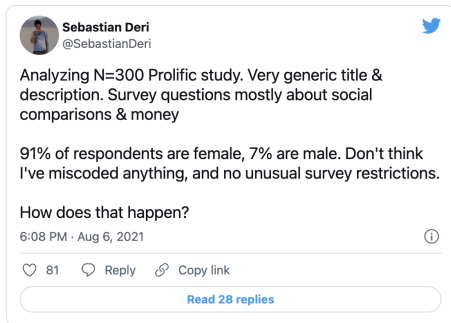 Sebastian Deri
@SebastianDeri
Analyzing N=300 Prolific study. Very generic title &
description. Survey questions mostly about social
comparisons & money
91% of respondents are female, 7% are male. Don't think
I've miscoded anything, and no unusual survey restrictions.
How does that happen?
6:08 PM · Aug 6, 2021
81 Reply Copy link
Read 28 replies